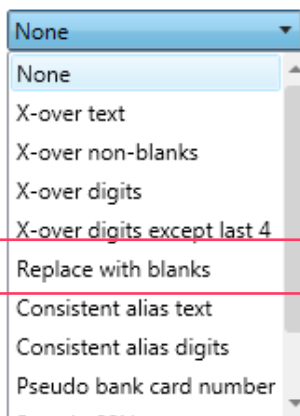 None
None
X-over text
X-over non-blanks
X-over digits
X-over digits except last 4
Replace with blanks
Consistent alias text
Consistent alias digits
Pseudo bank card number